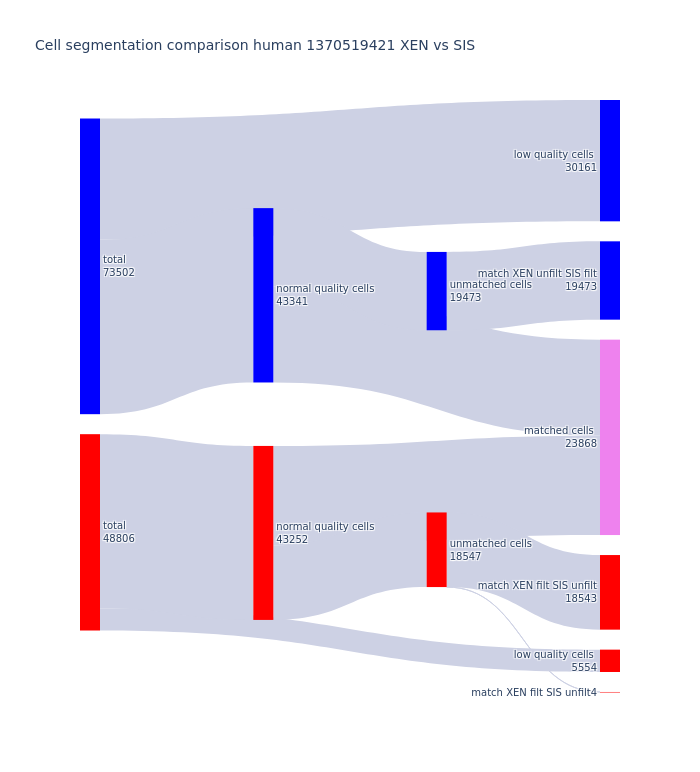 Cell segmentation comparison human 1370519421 XEN vs SIS
low quality cells
30161
total
73502
match XEN unfilt SIS filt
19473
unmatched cells
19473
normal quality cells
43341
matched cells
23868
total
48806
normal quality cells
43252
unmatched cells
18547
match XEN filt SIS unfilt
18543
low quality cells
5554
match XEN filt SIS unfilt4